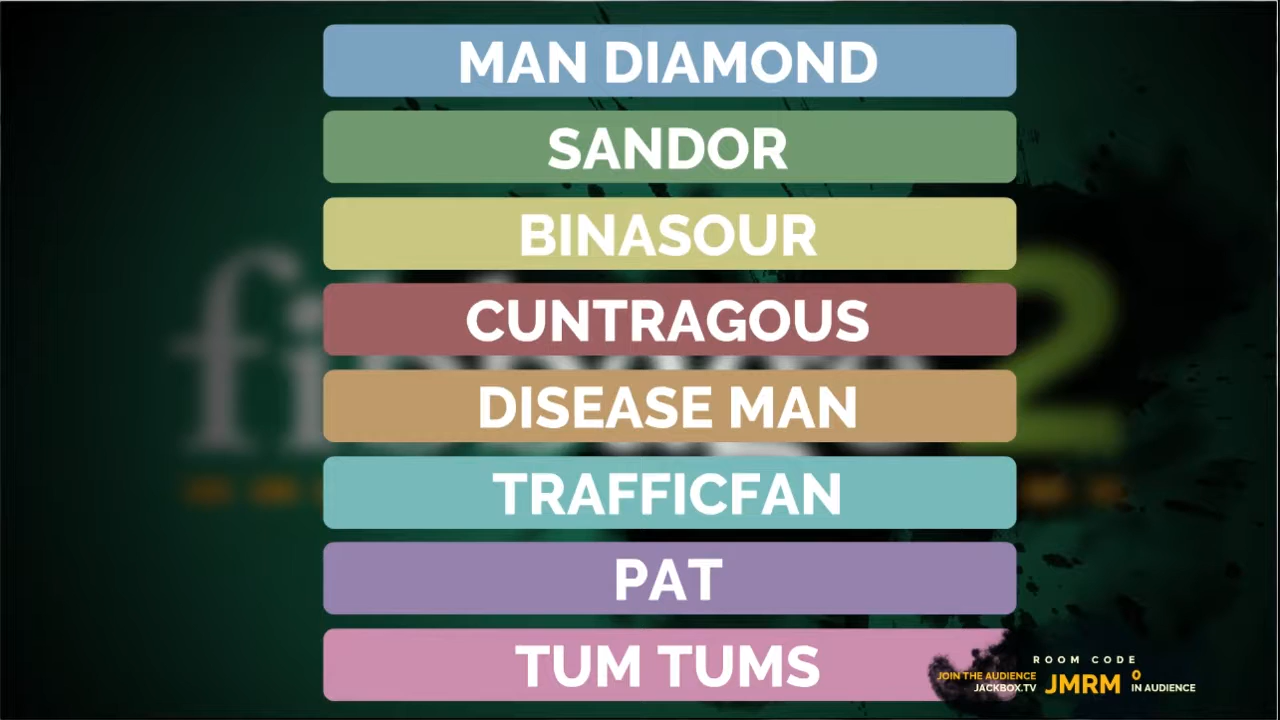 MAN DIAMOND
SANDOR
BINASOUR
CUNTRAGOUS
DISEASE MAN
TRAFFICFAN
PAT
TUM TUMS
ROOM CODE
JOIN THE AUDIENCE
JACKBOX.TV
JMRM
0
IN AUDIENCE
2